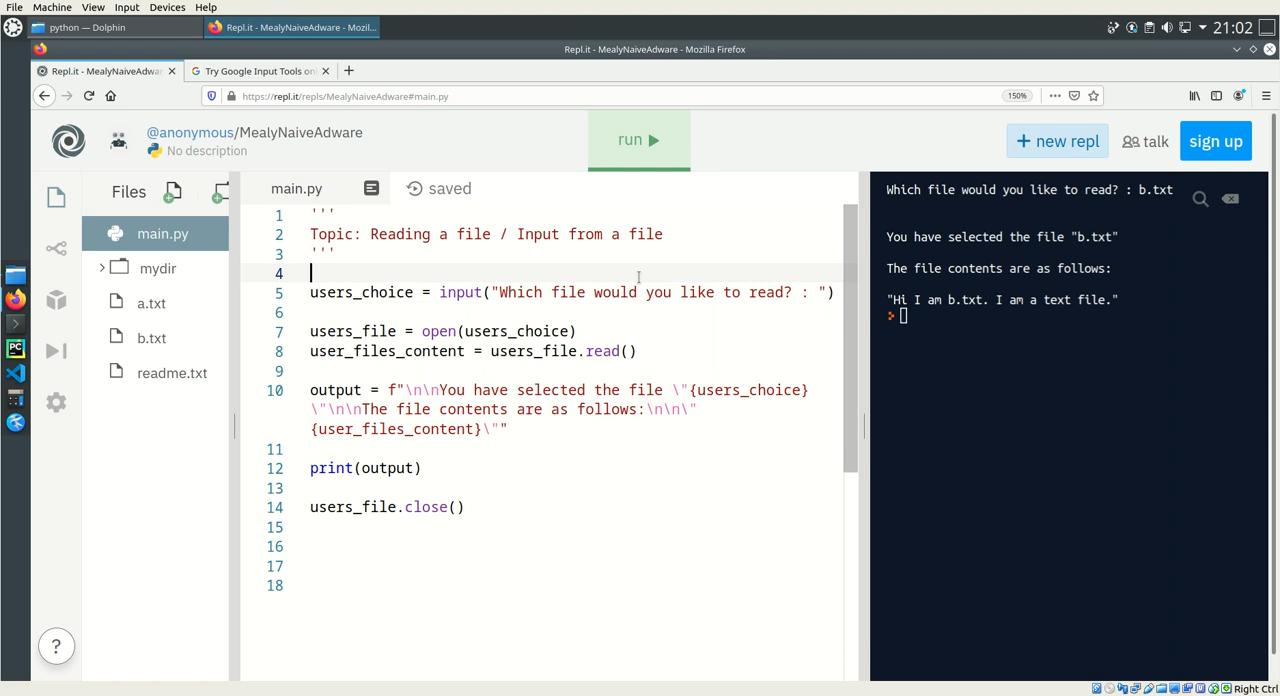 File Machine View Input Devices Help
python — Dolphin
Repl.it - MealyNaiveAdware - Mozil...
21:02
Repl.it - MealyNaiveAdware - Mozilla Firefox
Repl.it - MealyNaiveAdwa
Try Google Input Tools on
https://repl.it/repls/MealyNaiveAdware#main.py
150%
@anonymous/MealyNaiveAdware
No description
run
+ new repl
talk
sign up
Files
main.py
mydir
a.txt
b.txt
readme.txt
main.py
saved
1 '''
2 Topic: Reading a file / Input from a file
3 '''
4
5 users_choice = input("Which file would you like to read? : ")
6
7 users_file = open(users_choice)
8 user_files_content = users_file.read()
9
10 output = f"\n\nYou have selected the file \"{users_choice}
\"\n\nThe file contents are as follows:\n\n\"
{user_files_content}\""
11
12 print(output)
13
14 users_file.close()
15
16
17
18
Which file would you like to read? : b.txt
You have selected the file "b.txt"
The file contents are as follows:
"Hi I am b.txt. I am a text file."
>
?
Right Ctrl